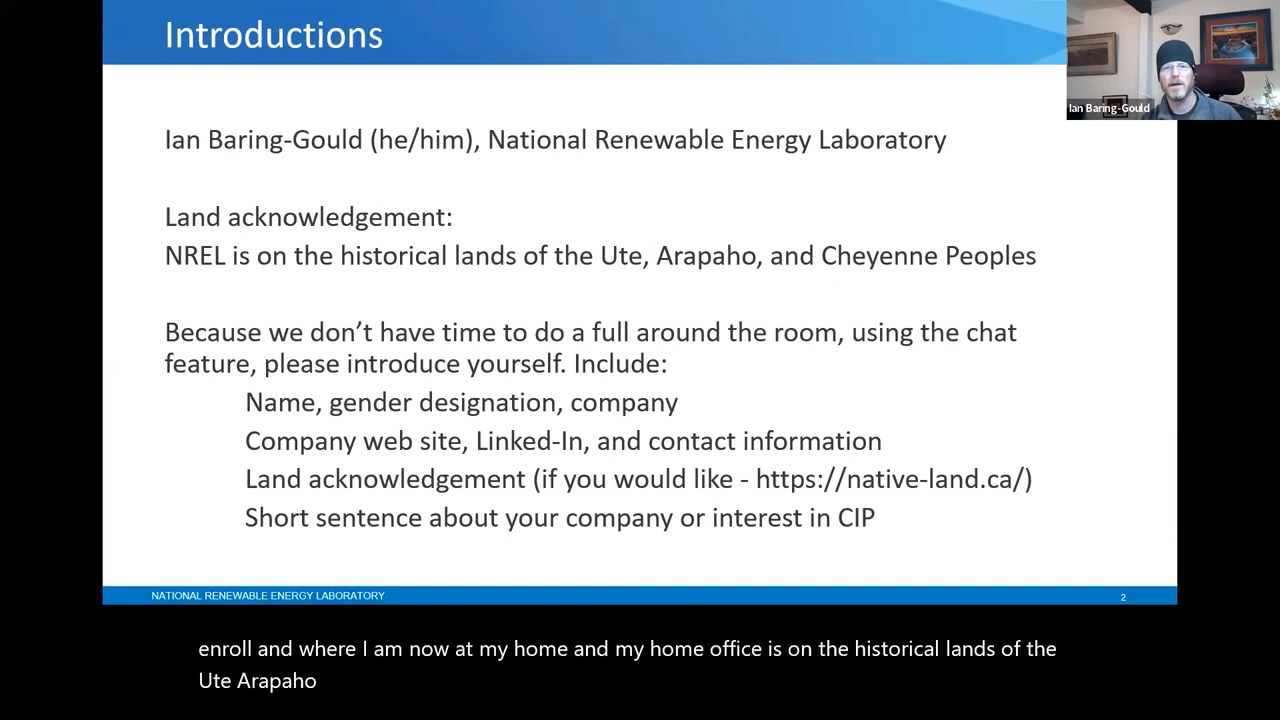 Introductions
Ian Baring-Gould
Ian Baring-Gould (he/him), National Renewable Energy Laboratory
Land acknowledgement:
NREL is on the historical lands of the Ute, Arapaho, and Cheyenne Peoples
Because we don’t have time to do a full around the room, using the chat
feature, please introduce yourself. Include:
Name, gender designation, company
Company web site, Linked-In, and contact information
Land acknowledgement (if you would like - https://native-land.ca/)
Short sentence about your company or interest in CIP
NATIONAL RENEWABLE ENERGY LABORATORY
2
enroll and where I am now at my home and my home office is on the historical lands of the
Ute Arapaho